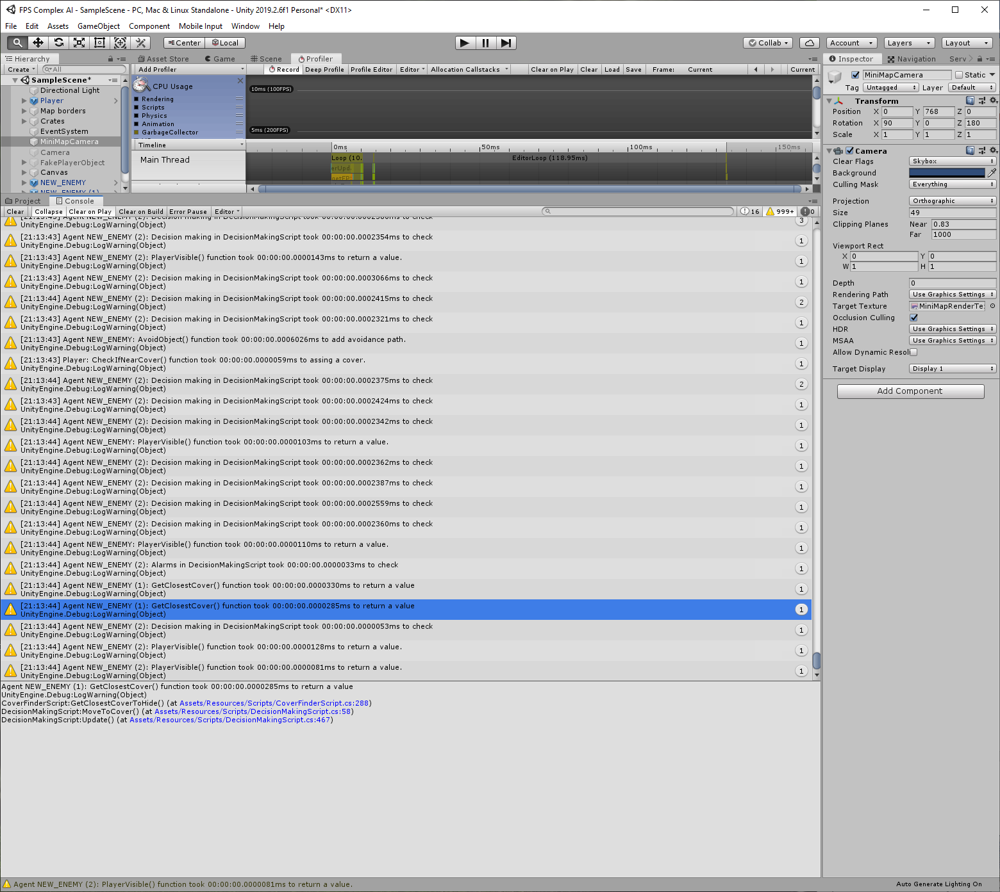 FPS Complex AI - SampleScene - PC, Mac & Linux Standalone - Unity 2019.2.6f1 Personal* <DX11>
File Edit Assets GameObject Component Mobile Input Window Help
Center Local Collab Account Layers Layout
Hierarchy
Create All
SampleScene*
Directional Light
Player
Map borders
Crates
EventSystem
MiniMapCamera
Camera
FakePlayerObject
Canvas
NEW_ENEMY
NEW_ENEMY (1)
Asset Store Game Scene Profiler
Add Profiler Record Deep Profile Profile Editor Editor Allocation Callstacks Clear on Play Clear Load Save Frame: Current Current
CPU Usage
Rendering
Scripts
Physics
Animation
GarbageCollector
10ms (100FPS)
5ms (200FPS)
Timeline
0ms 50ms 100ms 150ms
Main Thread
Loop (10. EditorLoop (118.95ms)
erUpd.
Project Console
Clear Collapse Clear on Play Clear on Build Error Pause Editor 16 999+ 0
UnityEngine.Debug:LogWarning(Object) 3
[21:13:43] Agent NEW_ENEMY (2): Decision making in DecisionMakingScript took 00:00:00.0002354ms to check
UnityEngine.Debug:LogWarning(Object) 1
[21:13:43] Agent NEW_ENEMY (2): PlayerVisible() function took 00:00:00.0000143ms to return a value.
UnityEngine.Debug:LogWarning(Object) 1
[21:13:43] Agent NEW_ENEMY (2): Decision making in DecisionMakingScript took 00:00:00.0003066ms to check
UnityEngine.Debug:LogWarning(Object) 1
[21:13:44] Agent NEW_ENEMY (2): Decision making in DecisionMakingScript took 00:00:00.0002415ms to check
UnityEngine.Debug:LogWarning(Object) 2
[21:13:43] Agent NEW_ENEMY (2): Decision making in DecisionMakingScript took 00:00:00.0002321ms to check
UnityEngine.Debug:LogWarning(Object) 1
[21:13:43] Agent NEW_ENEMY: AvoidObject() function took 00:00:00.0006026ms to add avoidance path.
UnityEngine.Debug:LogWarning(Object) 1
[21:13:43] Player: CheckIfNearCover() function took 00:00:00.0000059ms to assing a cover.
UnityEngine.Debug:LogWarning(Object) 1
[21:13:44] Agent NEW_ENEMY (2): Decision making in DecisionMakingScript took 00:00:00.0002375ms to check
UnityEngine.Debug:LogWarning(Object) 2
[21:13:43] Agent NEW_ENEMY (2): Decision making in DecisionMakingScript took 00:00:00.0002424ms to check
UnityEngine.Debug:LogWarning(Object) 1
[21:13:44] Agent NEW_ENEMY (2): Decision making in DecisionMakingScript took 00:00:00.0002342ms to check
UnityEngine.Debug:LogWarning(Object) 1
[21:13:44] Agent NEW_ENEMY: PlayerVisible() function took 00:00:00.0000103ms to return a value.
UnityEngine.Debug:LogWarning(Object) 1
[21:13:44] Agent NEW_ENEMY (2): Decision making in DecisionMakingScript took 00:00:00.0002362ms to check
UnityEngine.Debug:LogWarning(Object) 1
[21:13:44] Agent NEW_ENEMY (2): Decision making in DecisionMakingScript took 00:00:00.0002387ms to check
UnityEngine.Debug:LogWarning(Object) 1
[21:13:44] Agent NEW_ENEMY (2): Decision making in DecisionMakingScript took 00:00:00.0002559ms to check
UnityEngine.Debug:LogWarning(Object) 1
[21:13:44] Agent NEW_ENEMY (2): Decision making in DecisionMakingScript took 00:00:00.0002360ms to check
UnityEngine.Debug:LogWarning(Object) 1
[21:13:44] Agent NEW_ENEMY: PlayerVisible() function took 00:00:00.0000110ms to return a value.
UnityEngine.Debug:LogWarning(Object) 1
[21:13:44] Agent NEW_ENEMY (2): Alarms in DecisionMakingScript took 00:00:00.0000033ms to check
UnityEngine.Debug:LogWarning(Object) 1
[21:13:44] Agent NEW_ENEMY (1): GetClosestCover() function took 00:00:00.0000330ms to return a value
UnityEngine.Debug:LogWarning(Object) 1
[21:13:44] Agent NEW_ENEMY (1): GetClosestCover() function took 00:00:00.0000285ms to return a value
UnityEngine.Debug:LogWarning(Object) 1
[21:13:44] Agent NEW_ENEMY (2): Decision making in DecisionMakingScript took 00:00:00.0000053ms to check
UnityEngine.Debug:LogWarning(Object) 1
[21:13:44] Agent NEW_ENEMY (2): PlayerVisible() function took 00:00:00.0000128ms to return a value.
UnityEngine.Debug:LogWarning(Object) 1
[21:13:44] Agent NEW_ENEMY (2): PlayerVisible() function took 00:00:00.0000081ms to return a value.
UnityEngine.Debug:LogWarning(Object) 1
Agent NEW_ENEMY (1): GetClosestCover() function took 00:00:00.0000285ms to return a value
UnityEngine.Debug:LogWarning(Object)
CoverFinderScript:GetClosestCoverToHide() (at Assets/Resources/Scripts/CoverFinderScript.cs:288)
DecisionMakingScript:MoveToCover() (at Assets/Resources/Scripts/DecisionMakingScript.cs:58)
DecisionMakingScript:Update() (at Assets/Resources/Scripts/DecisionMakingScript.cs:467)
Inspector Navigation Serv
MiniMapCamera Static
Tag Untagged Layer Default
Transform
Position X 0 Y 768 Z 0
Rotation X 90 Y 0 Z 180
Scale X 1 Y 1 Z 1
Camera
Clear Flags Skybox
Background
Culling Mask Everything
Projection Orthographic
Size 49
Clipping Planes Near 0.83
Far 1000
Viewport Rect
X 0 Y 0
W 1 H 1
Depth 0
Rendering Path Use Graphics Settings
Target Texture MiniMapRenderTe
Occlusion Culling
HDR Use Graphics Settings
MSAA Use Graphics Settings
Allow Dynamic Resol
Target Display Display 1
Add Component
Agent NEW_ENEMY (2): PlayerVisible() function took 00:00:00.0000081ms to return a value.
Auto Generate Lighting On